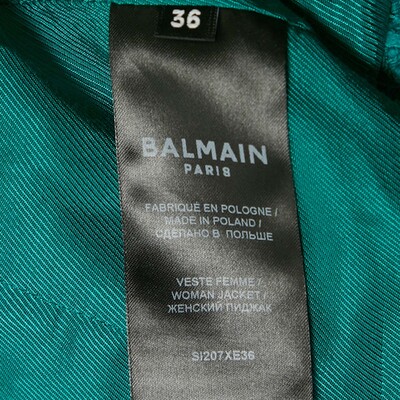 36
BALMAIN
PARIS
FABRIQUÉ EN POLOGNE /
MADE IN POLAND /
СДЕЛАНО В ПОЛЬШЕ
VESTE FEMME /
WOMAN JACKET /
ЖЕНСКИЙ ПИДЖАК
SI207XE36